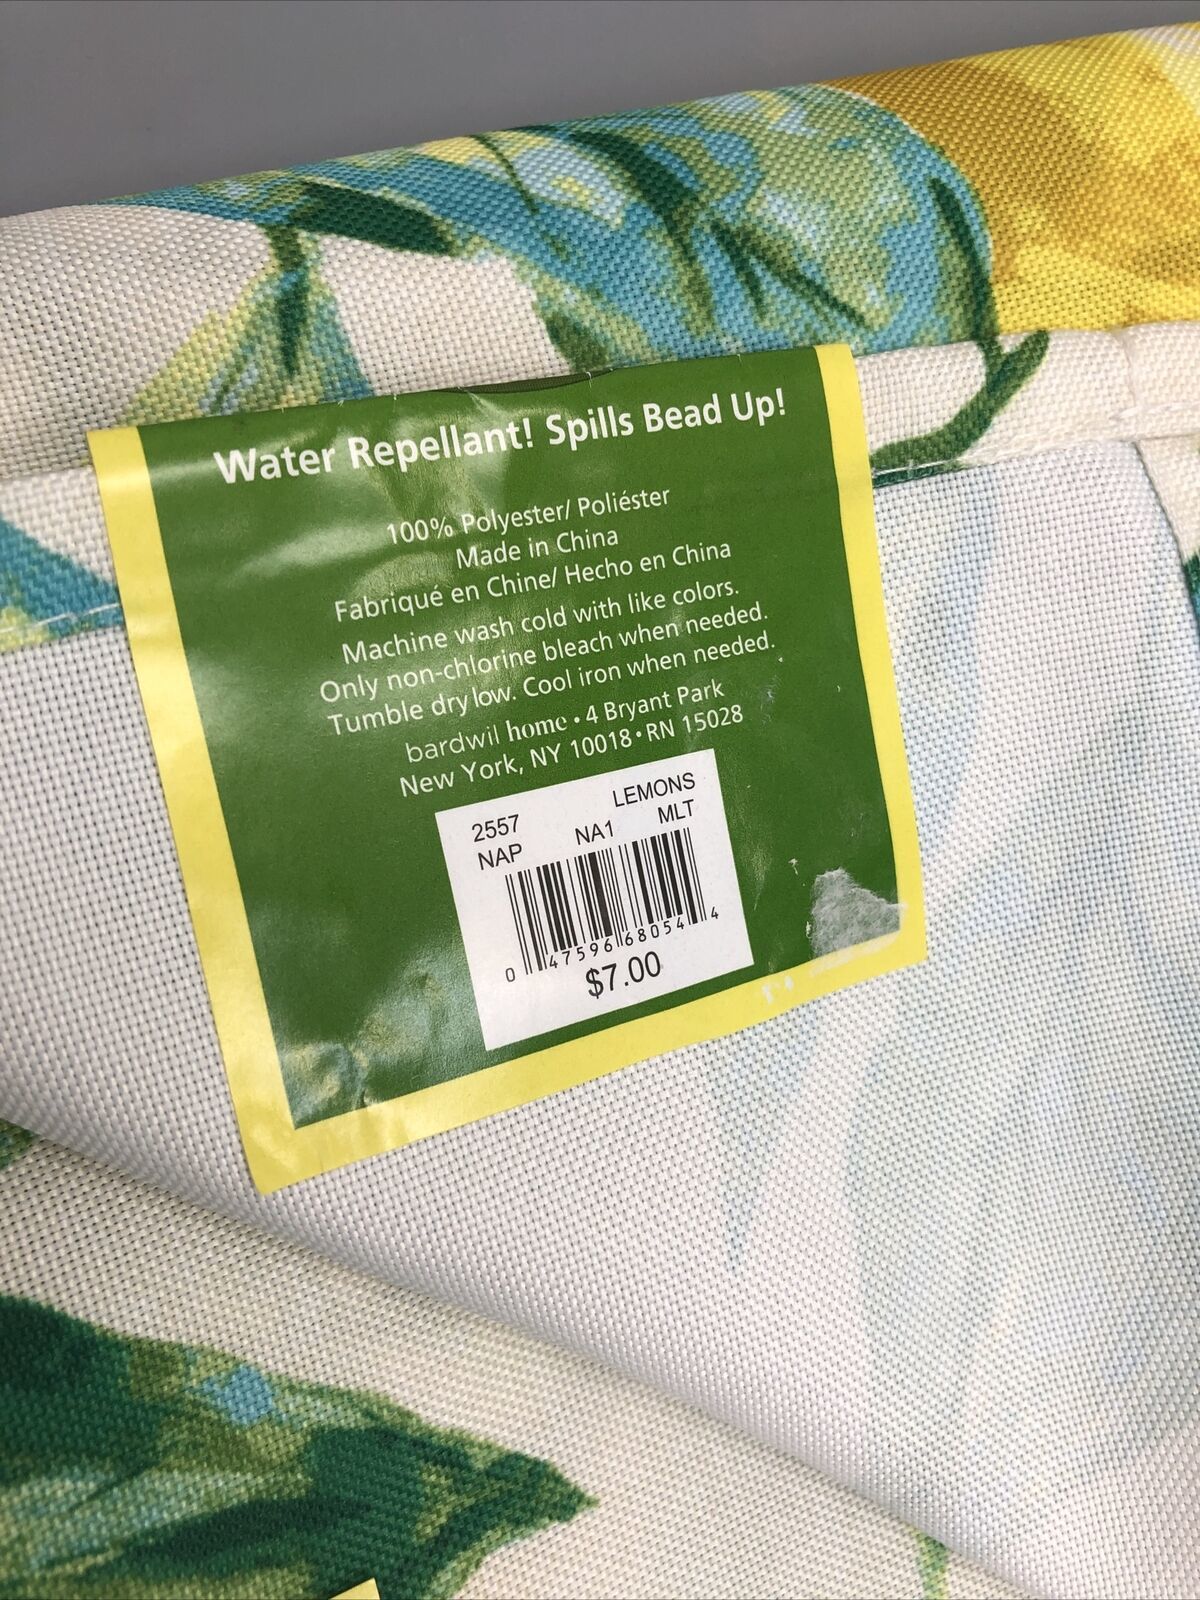 Water Repellant! Spills Bead Up!
100% Polyester/ Poliéster
Made in China
Fabriqué en Chine/ Hecho en China
Machine wash cold with like colors.
Only non-chlorine bleach when needed.
Tumble dry low. Cool iron when needed.
bardwil home • 4 Bryant Park
New York, NY 10018 • RN 15028
2557 LEMONS
NAP NA1 MLT
0 47596 68054 4
$7.00